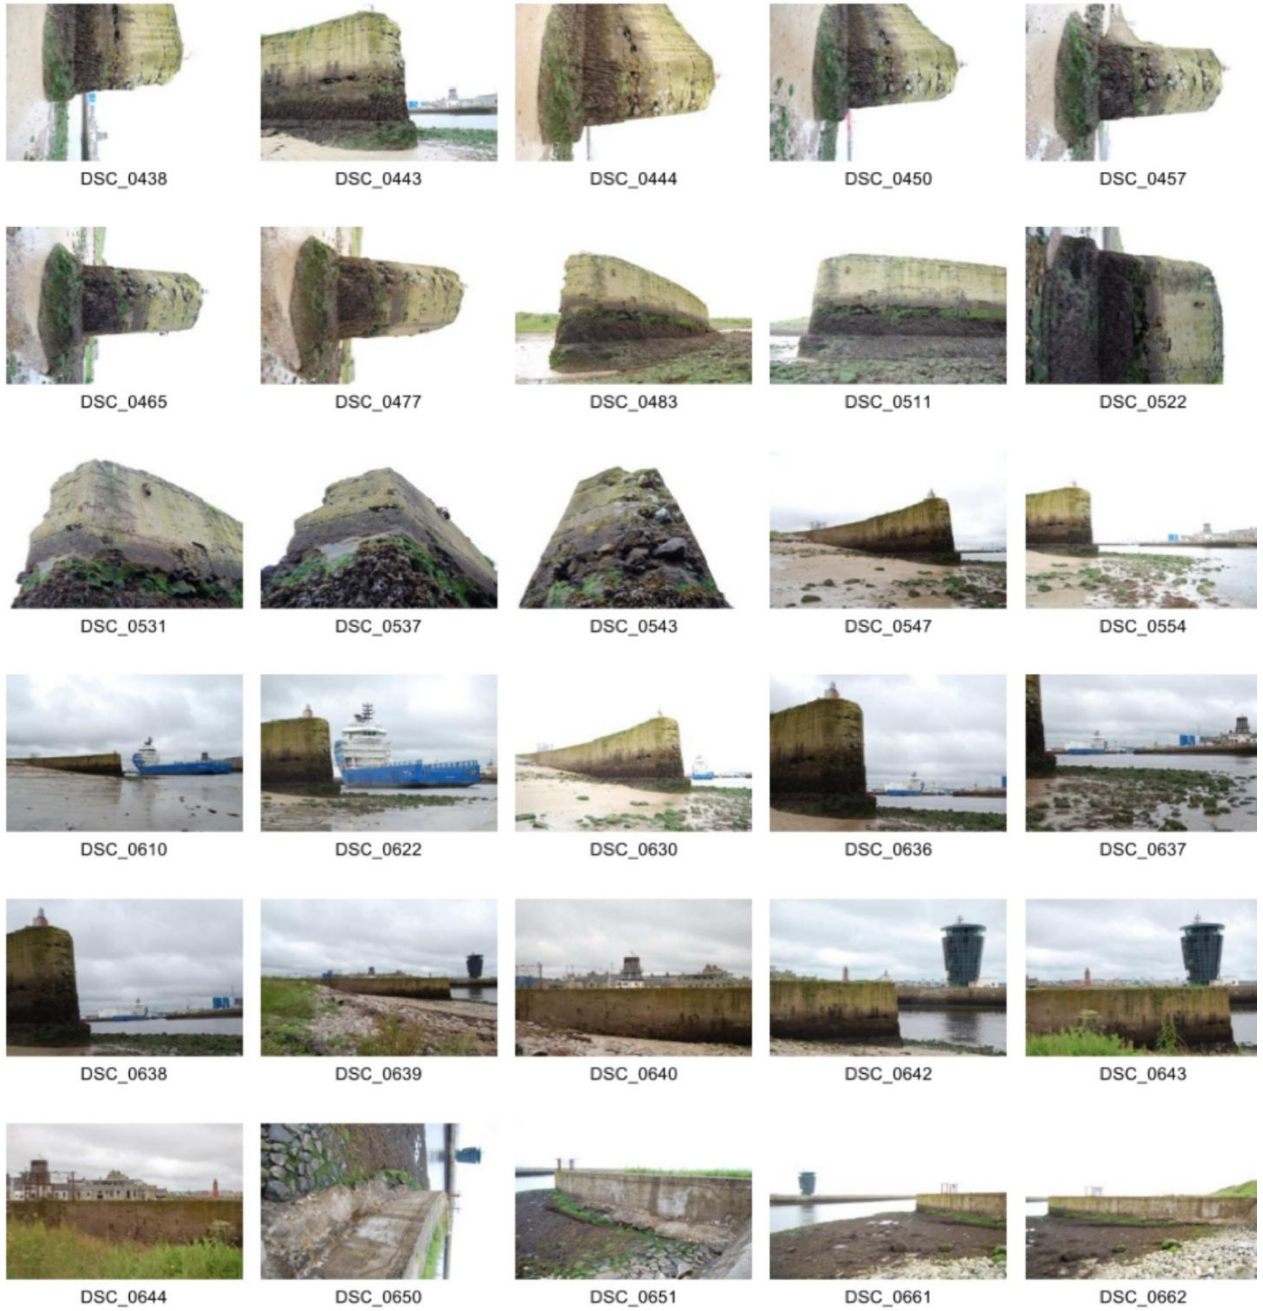 DSC_0438 DSC_0443 DSC_0444 DSC_0450 DSC_0457
DSC_0465 DSC_0477 DSC_0483 DSC_0511 DSC_0522
DSC_0531 DSC_0537 DSC_0543 DSC_0547 DSC_0554
DSC_0610 DSC_0622 DSC_0630 DSC_0636 DSC_0637
DSC_0638 DSC_0639 DSC_0640 DSC_0642 DSC_0643
DSC_0644 DSC_0650 DSC_0651 DSC_0661 DSC_0662